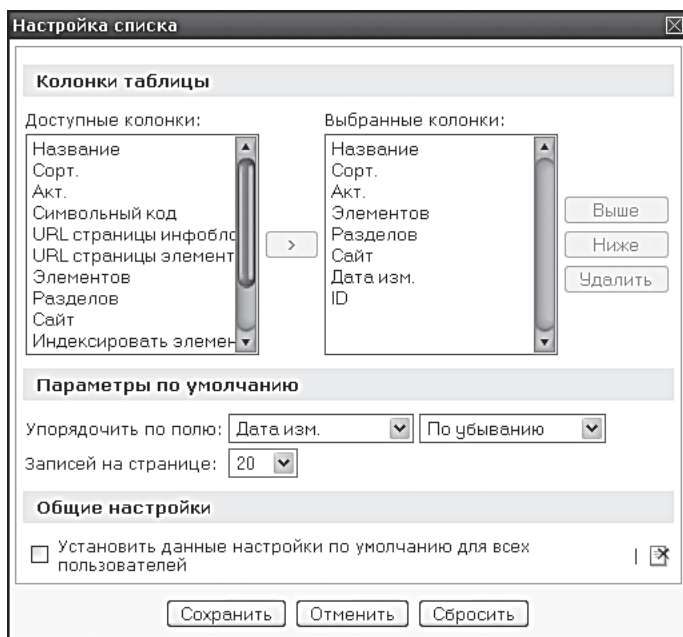 Настройка списка
Колонки таблицы
Доступные колонки:
Название
Сорт.
Акт.
Символьный код
URL страницы инфобло
URL страницы элемент
Элементов
Разделов
Сайт
Индексировать элемен
>
Выбранные колонки:
Название
Сорт.
Акт.
Элементов
Разделов
Сайт
Дата изм.
ID
Выше
Ниже
Удалить
Параметры по умолчанию
Упорядочить по полю: Дата изм. По убыванию
Записей на странице: 20
Общие настройки
Установить данные настройки по умолчанию для всех
пользователей
Сохранить Отменить Сбросить